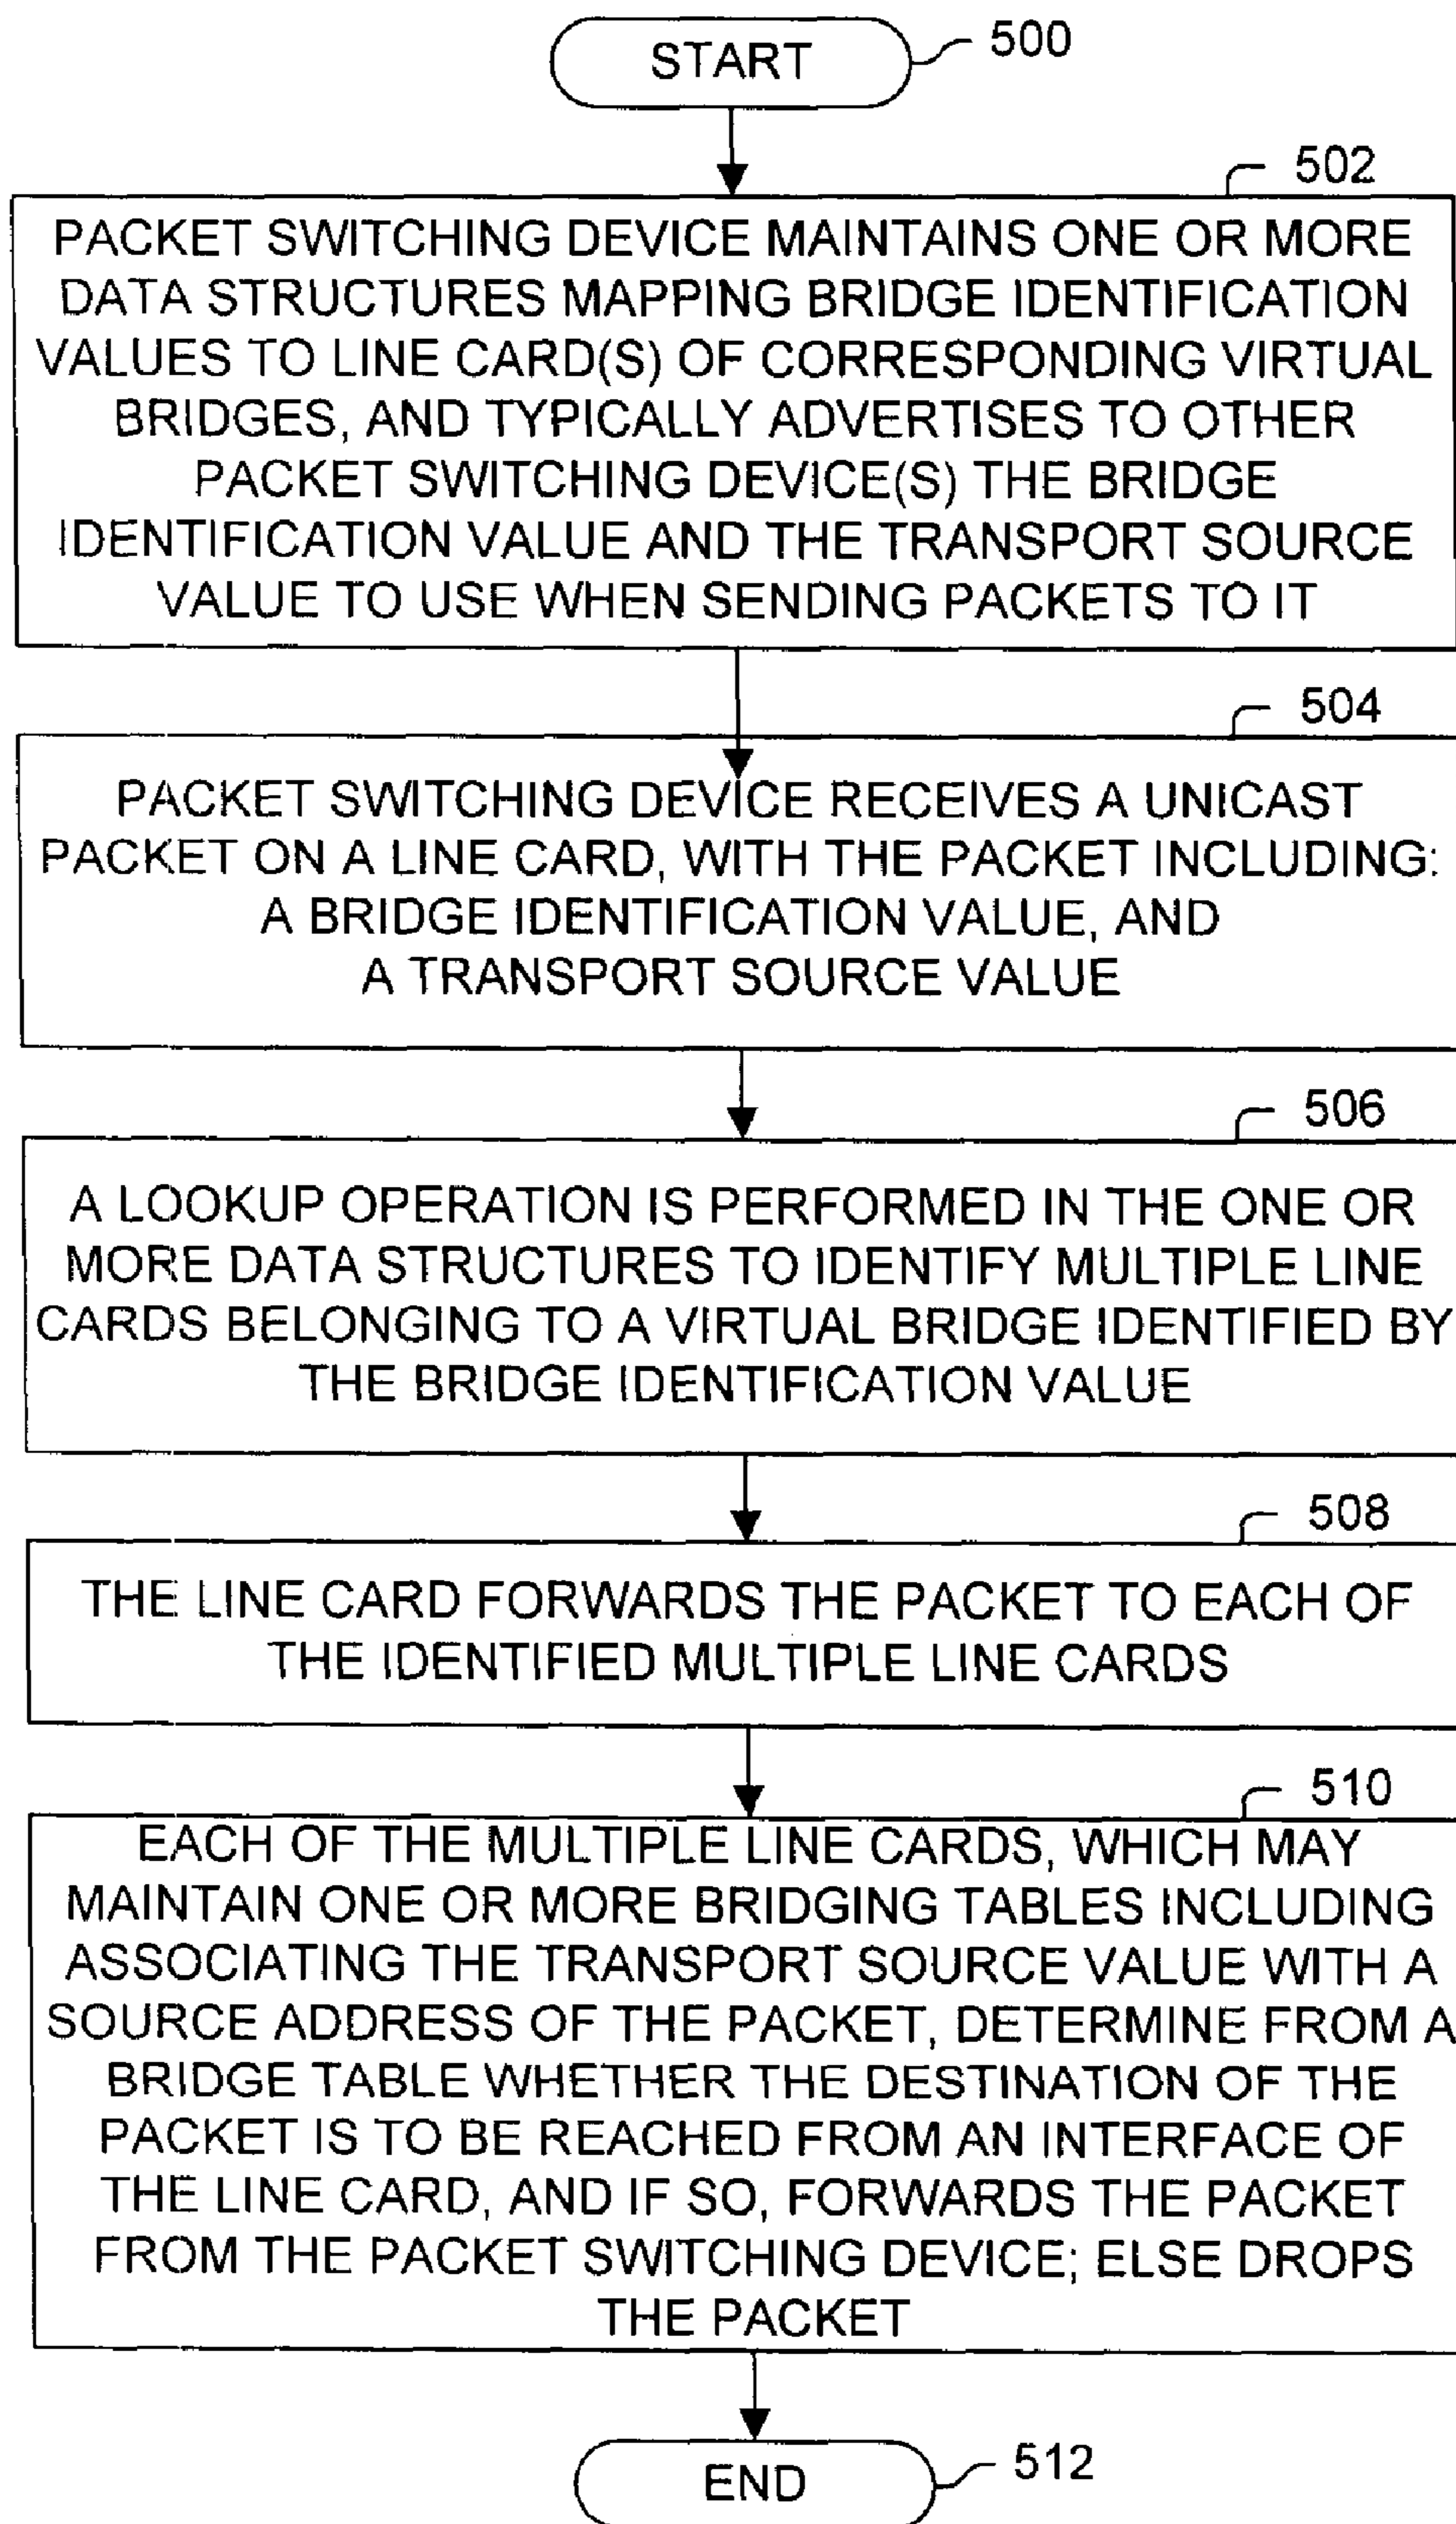 START
500
502
PACKET SWITCHING DEVICE MAINTAINS ONE OR MORE
DATA STRUCTURES MAPPING BRIDGE IDENTIFICATION
VALUES TO LINE CARD(S) OF CORRESPONDING VIRTUAL
BRIDGES, AND TYPICALLY ADVERTISES TO OTHER
PACKET SWITCHING DEVICE(S) THE BRIDGE
IDENTIFICATION VALUE AND THE TRANSPORT SOURCE
VALUE TO USE WHEN SENDING PACKETS TO IT
504
PACKET SWITCHING DEVICE RECEIVES A UNICAST
PACKET ON A LINE CARD, WITH THE PACKET INCLUDING:
A BRIDGE IDENTIFICATION VALUE, AND
A TRANSPORT SOURCE VALUE
506
A LOOKUP OPERATION IS PERFORMED IN THE ONE OR
MORE DATA STRUCTURES TO IDENTIFY MULTIPLE LINE
CARDS BELONGING TO A VIRTUAL BRIDGE IDENTIFIED BY
THE BRIDGE IDENTIFICATION VALUE
508
THE LINE CARD FORWARDS THE PACKET TO EACH OF
THE IDENTIFIED MULTIPLE LINE CARDS
510
EACH OF THE MULTIPLE LINE CARDS, WHICH MAY
MAINTAIN ONE OR MORE BRIDGING TABLES INCLUDING
ASSOCIATING THE TRANSPORT SOURCE VALUE WITH A
SOURCE ADDRESS OF THE PACKET, DETERMINE FROM A
BRIDGE TABLE WHETHER THE DESTINATION OF THE
PACKET IS TO BE REACHED FROM AN INTERFACE OF
THE LINE CARD, AND IF SO, FORWARDS THE PACKET
FROM THE PACKET SWITCHING DEVICE; ELSE DROPS
THE PACKET
END
512